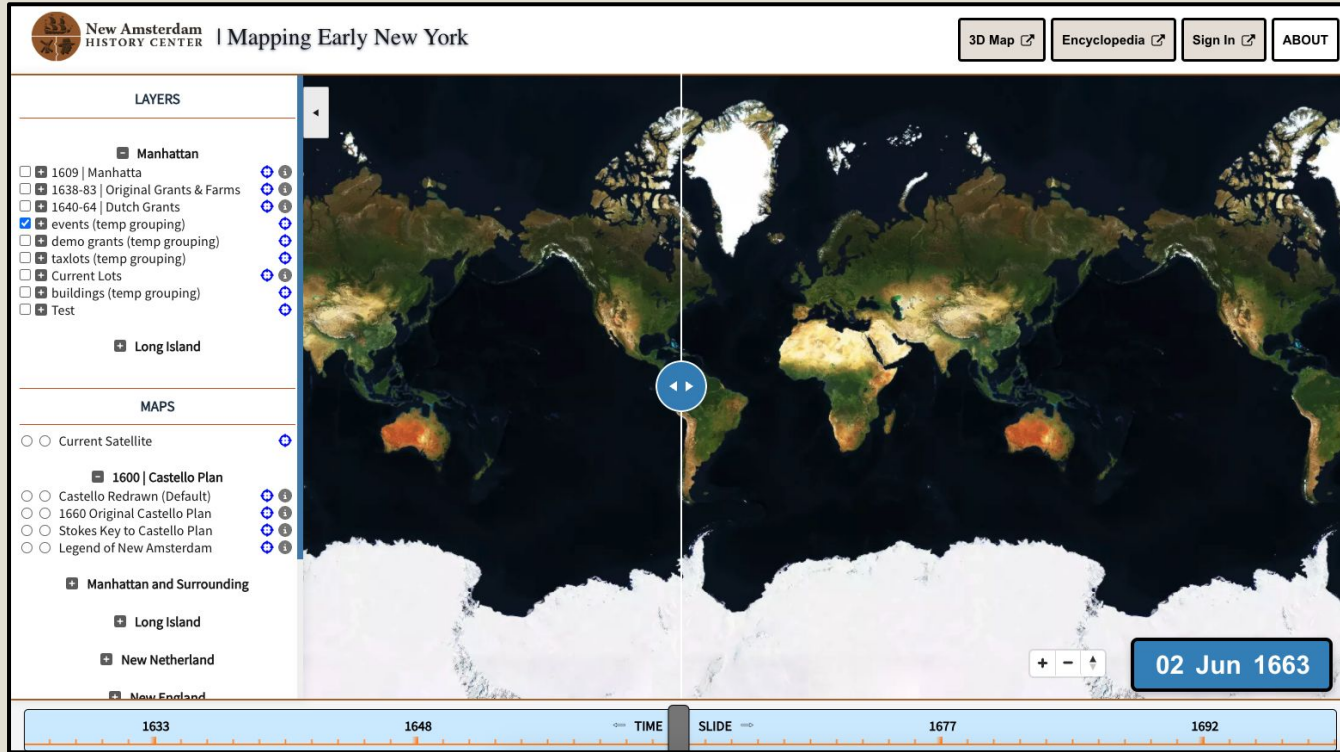 New Amsterdam
HISTORY CENTER
| Mapping Early New York
3D Map
Encyclopedia
Sign In
ABOUT
LAYERS
Manhattan
1609 | Manhatta
1638-83 | Original Grants & Farms
1640-64 | Dutch Grants
events (temp grouping)
demo grants (temp grouping)
taxlots (temp grouping)
Current Lots
buildings (temp grouping)
Test
Long Island
MAPS
Current Satellite
1600 | Castello Plan
Castello Redrawn (Default)
1660 Original Castello Plan
Stokes Key to Castello Plan
Legend of New Amsterdam
Manhattan and Surrounding
Long Island
New Netherland
New England
02 Jun 1663
1633 1648 TIME SLIDE 1677 1692